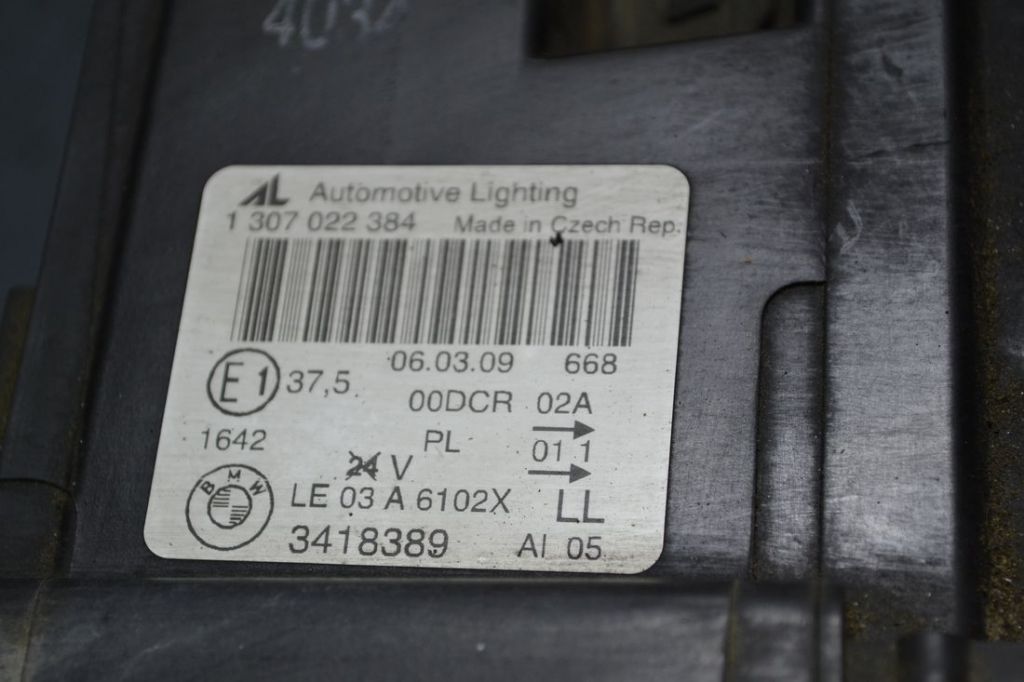 AL Automotive Lighting
1 307 022 384 Made in Czech Rep.
06.03.09 668
E1 37,5
00DCR 02A
1642 PL 01 1
24 V
BMW
LE 03 A 6102X LL
3418389 AI 05